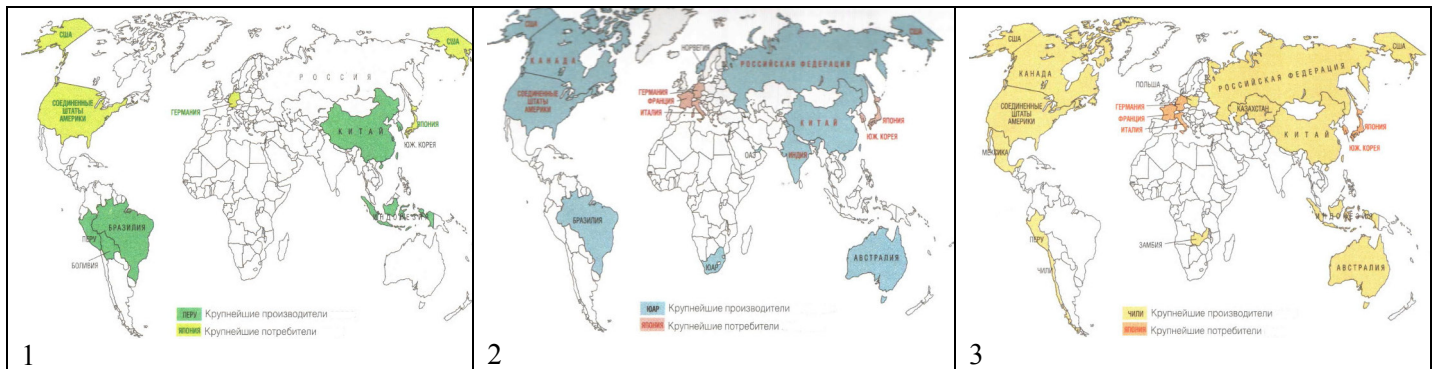 США
США
РОССИЯ
СОЕДИНЕННЫЕ
ШТАТЫ
АМЕРИКИ
ГЕРМАНИЯ
КИТАЙ
ЯПОНИЯ
ЮЖ. КОРЕЯ
ИНДОНЕЗИЯ
БРАЗИЛИЯ
ПЕРУ
БОЛИВИЯ
ПЕРУ Крупнейшие производители
ЯПОНИЯ Крупнейшие потребители
1
США
США
НОРВЕГИЯ
КАНАДА
РОССИЙСКАЯ ФЕДЕРАЦИЯ
СОЕДИНЕННЫЕ
ШТАТЫ
АМЕРИКИ
ГЕРМАНИЯ
ФРАНЦИЯ
ИТАЛИЯ
КИТАЙ
ЯПОНИЯ
ЮЖ. КОРЕЯ
ОАЭ
ИНДИЯ
БРАЗИЛИЯ
ЮАР
АВСТРАЛИЯ
ЮАР Крупнейшие производители
ЯПОНИЯ Крупнейшие потребители
2
США
США
КАНАДА
РОССИЙСКАЯ ФЕДЕРАЦИЯ
ПОЛЬША
СОЕДИНЕННЫЕ
ШТАТЫ
АМЕРИКИ
ГЕРМАНИЯ
ФРАНЦИЯ
ИТАЛИЯ
КАЗАХСТАН
КИТАЙ
ЯПОНИЯ
ЮЖ. КОРЕЯ
МЕКСИКА
ИНДОНЕЗИЯ
ПЕРУ
ЗАМБИЯ
ЧИЛИ
АВСТРАЛИЯ
ЧИЛИ Крупнейшие производители
ЯПОНИЯ Крупнейшие потребители
3